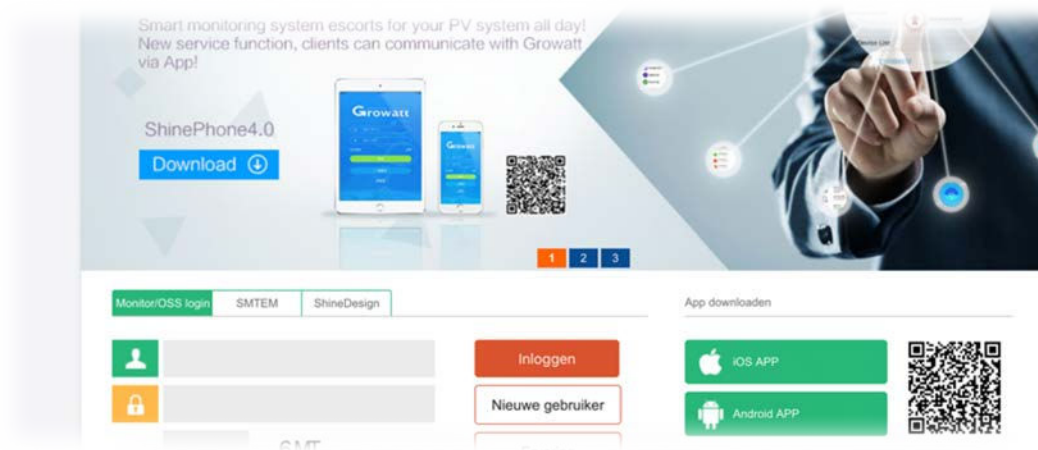 Smart monitoring system escorts for your PV system all day!
New service function, clients can communicate with Growatt
via App!
Device List
ShinePhone4.0
Download
Growatt
Growatt
1 2 3
Monitor/OSS login SMTEM ShineDesign
App downloaden
Inloggen
iOS APP
Nieuwe gebruiker
Android APP